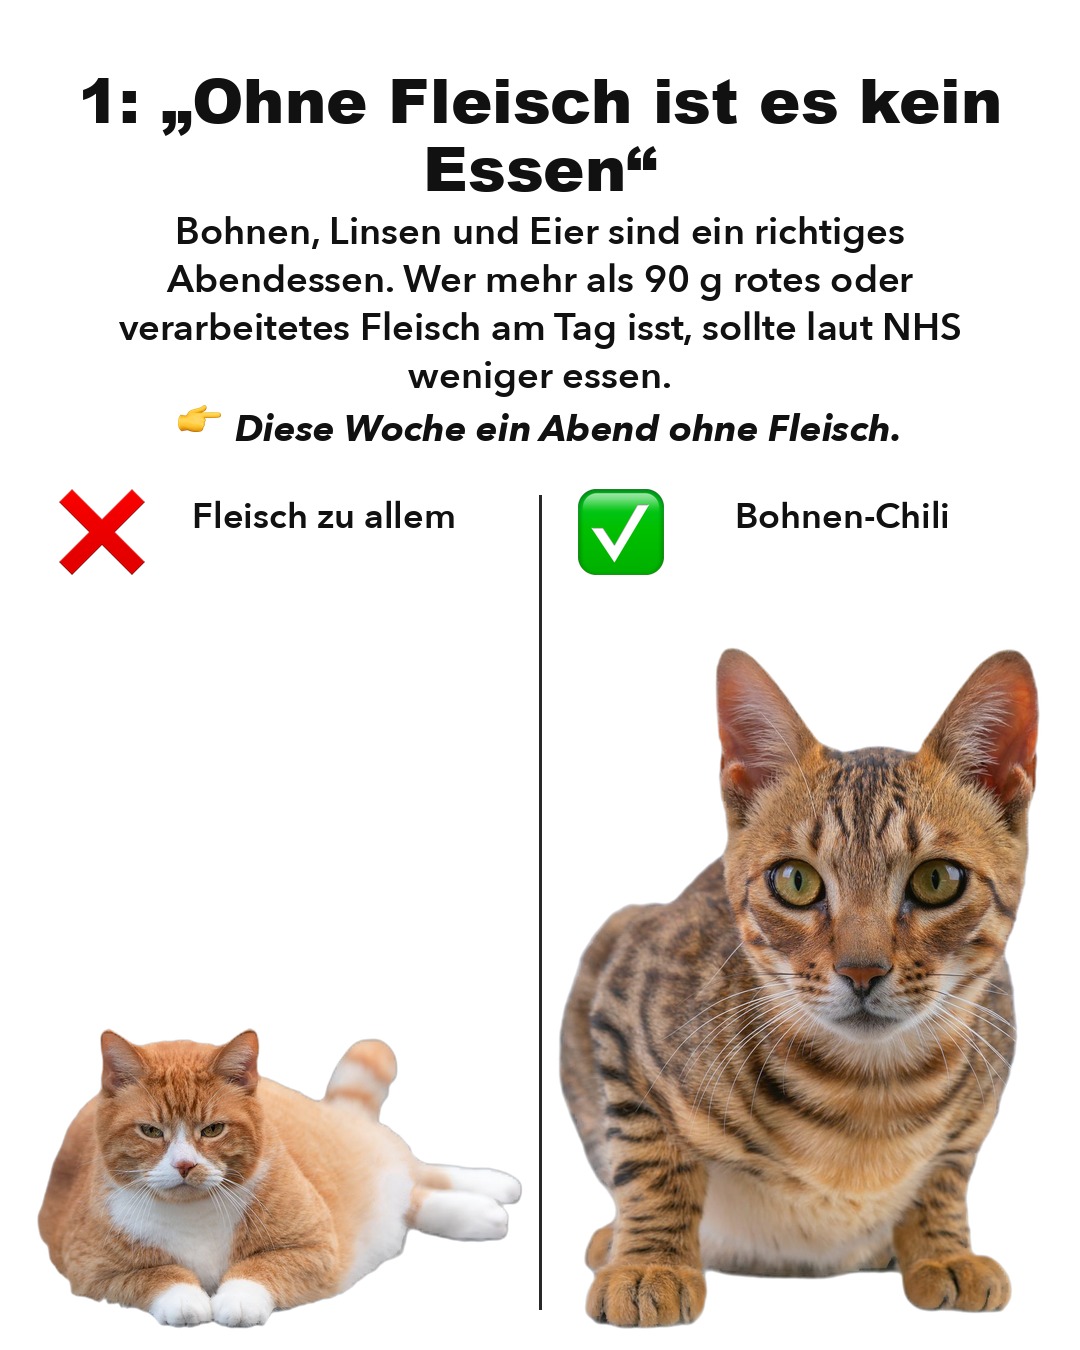 1: „Ohne Fleisch ist es kein
Essen“
Bohnen, Linsen und Eier sind ein richtiges
Abendessen. Wer mehr als 90 g rotes oder
verarbeitetes Fleisch am Tag isst, sollte laut NHS
weniger essen.
👉 Diese Woche ein Abend ohne Fleisch.
❌ Fleisch zu allem
✅ Bohnen-Chili